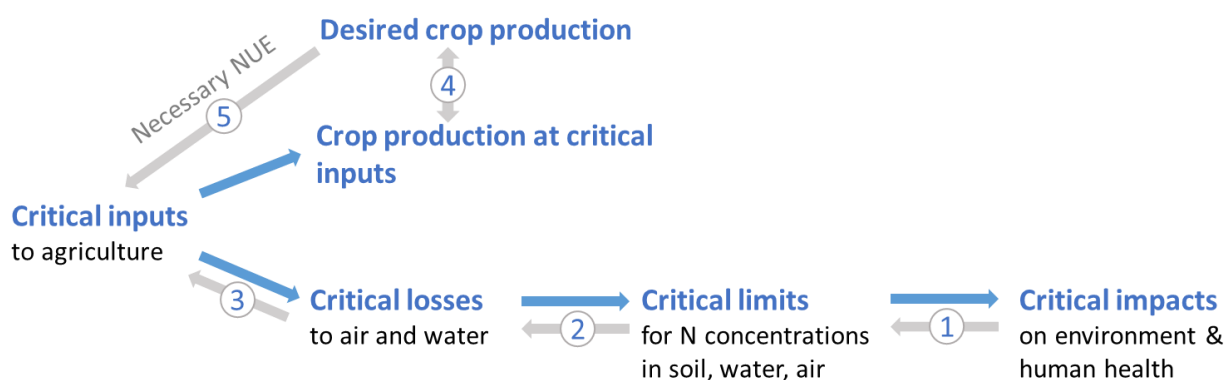 Desired crop production
Necessary NUE
4
5
Crop production at critical
inputs
Critical inputs
to agriculture
3
Critical losses
to air and water
2
Critical limits
for N concentrations
in soil, water, air
1
Critical impacts
on environment &
human health